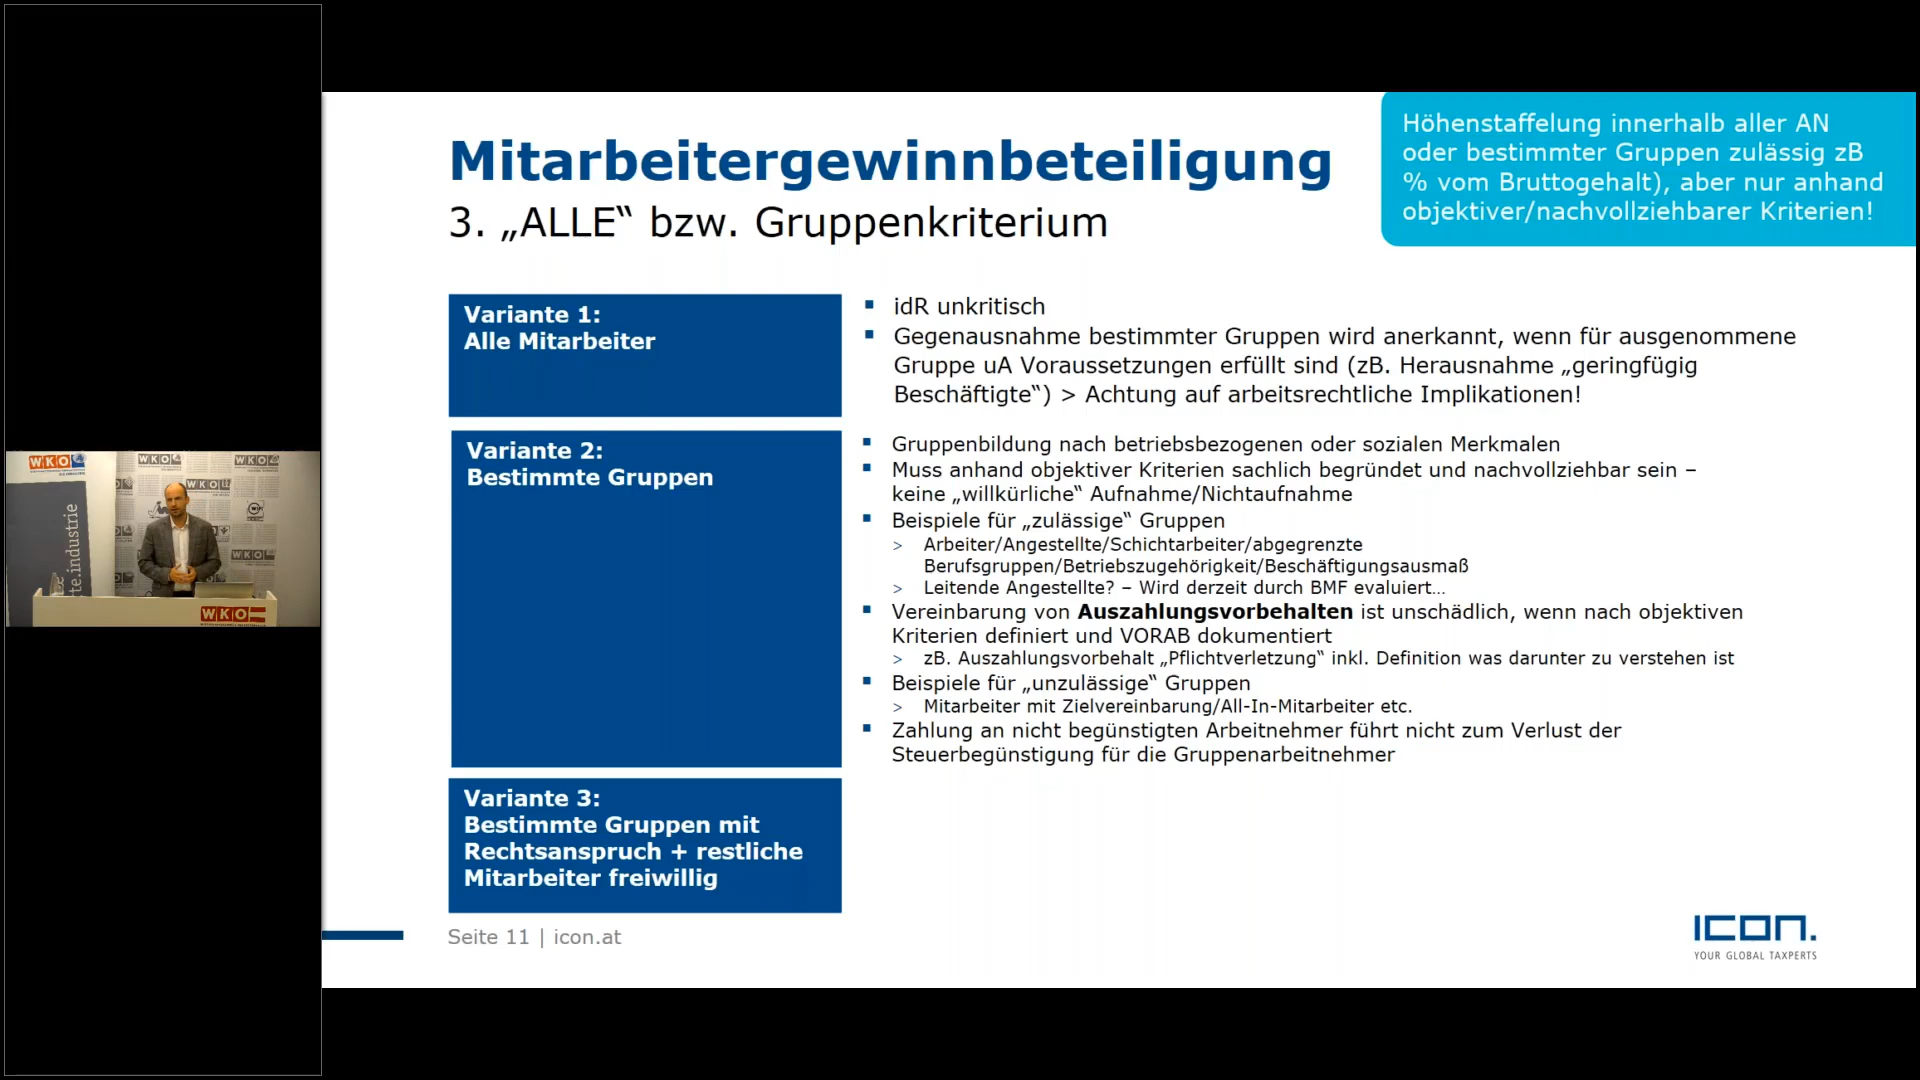 Mitarbeitergewinnbeteiligung
3. „ALLE“ bzw. Gruppenkriterium
Höhenstaffelung innerhalb aller AN
oder bestimmter Gruppen zulässig zB
% vom Bruttogehalt), aber nur anhand
objektiver/nachvollziehbarer Kriterien!
Variante 1:
Alle Mitarbeiter
▪ idR unkritisch
▪ Gegenausnahme bestimmter Gruppen wird anerkannt, wenn für ausgenommene
Gruppe uA Voraussetzungen erfüllt sind (zB. Herausnahme „geringfügig
Beschäftigte“) > Achtung auf arbeitsrechtliche Implikationen!
Variante 2:
Bestimmte Gruppen
▪ Gruppenbildung nach betriebsbezogenen oder sozialen Merkmalen
▪ Muss anhand objektiver Kriterien sachlich begründet und nachvollziehbar sein –
keine „willkürliche“ Aufnahme/Nichtaufnahme
▪ Beispiele für „zulässige“ Gruppen
> Arbeiter/Angestellte/Schichtarbeiter/abgegrenzte
Berufsgruppen/Betriebszugehörigkeit/Beschäftigungsausmaß
> Leitende Angestellte? – Wird derzeit durch BMF evaluiert…
▪ Vereinbarung von Auszahlungsvorbehalten ist unschädlich, wenn nach objektiven
Kriterien definiert und VORAB dokumentiert
> zB. Auszahlungsvorbehalt „Pflichtverletzung“ inkl. Definition was darunter zu verstehen ist
▪ Beispiele für „unzulässige“ Gruppen
> Mitarbeiter mit Zielvereinbarung/All-In-Mitarbeiter etc.
▪ Zahlung an nicht begünstigten Arbeitnehmer führt nicht zum Verlust der
Steuerbegünstigung für die Gruppenarbeitnehmer
Variante 3:
Bestimmte Gruppen mit
Rechtsanspruch + restliche
Mitarbeiter freiwillig
Seite 11 | icon.at
ICON.
YOUR GLOBAL TAXPERTS
WKO
WKO
WKO
WKO
WKO
WKO
te.industrie